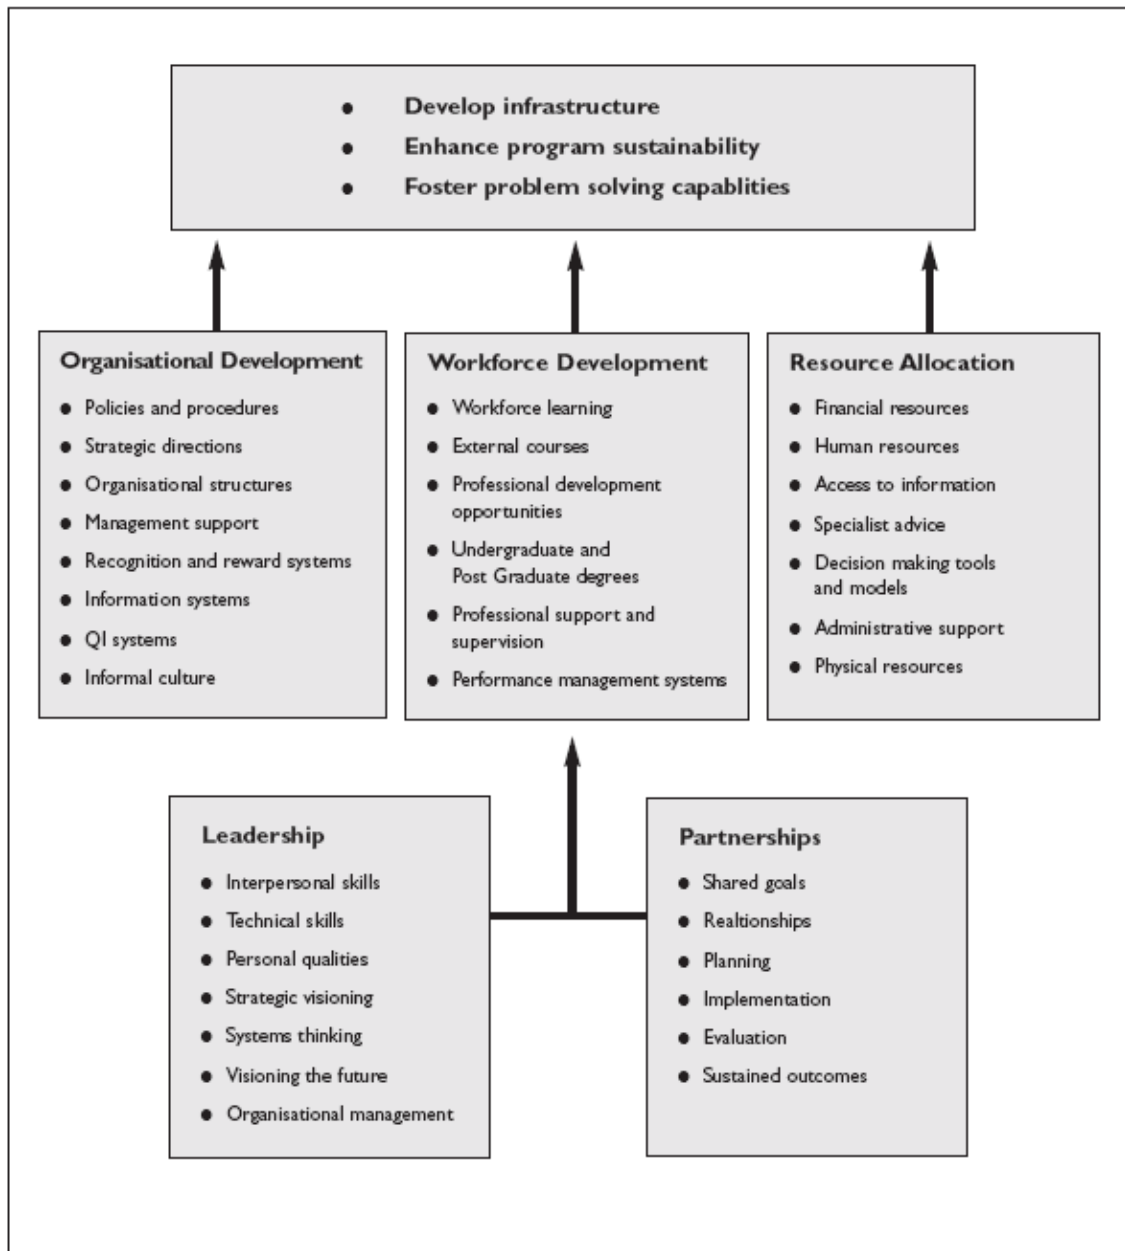 Develop infrastructure
Enhance program sustainability
Foster problem solving capablities
Organisational Development
Policies and procedures
Strategic directions
Organisational structures
Management support
Recognition and reward systems
Information systems
QI systems
Informal culture
Workforce Development
Workforce learning
External courses
Professional development
opportunities
Undergraduate and
Post Graduate degrees
Professional support and
supervision
Performance management systems
Resource Allocation
Financial resources
Human resources
Access to information
Specialist advice
Decision making tools
and models
Administrative support
Physical resources
Leadership
Interpersonal skills
Technical skills
Personal qualities
Strategic visioning
Systems thinking
Visioning the future
Organisational management
Partnerships
Shared goals
Realtionships
Planning
Implementation
Evaluation
Sustained outcomes